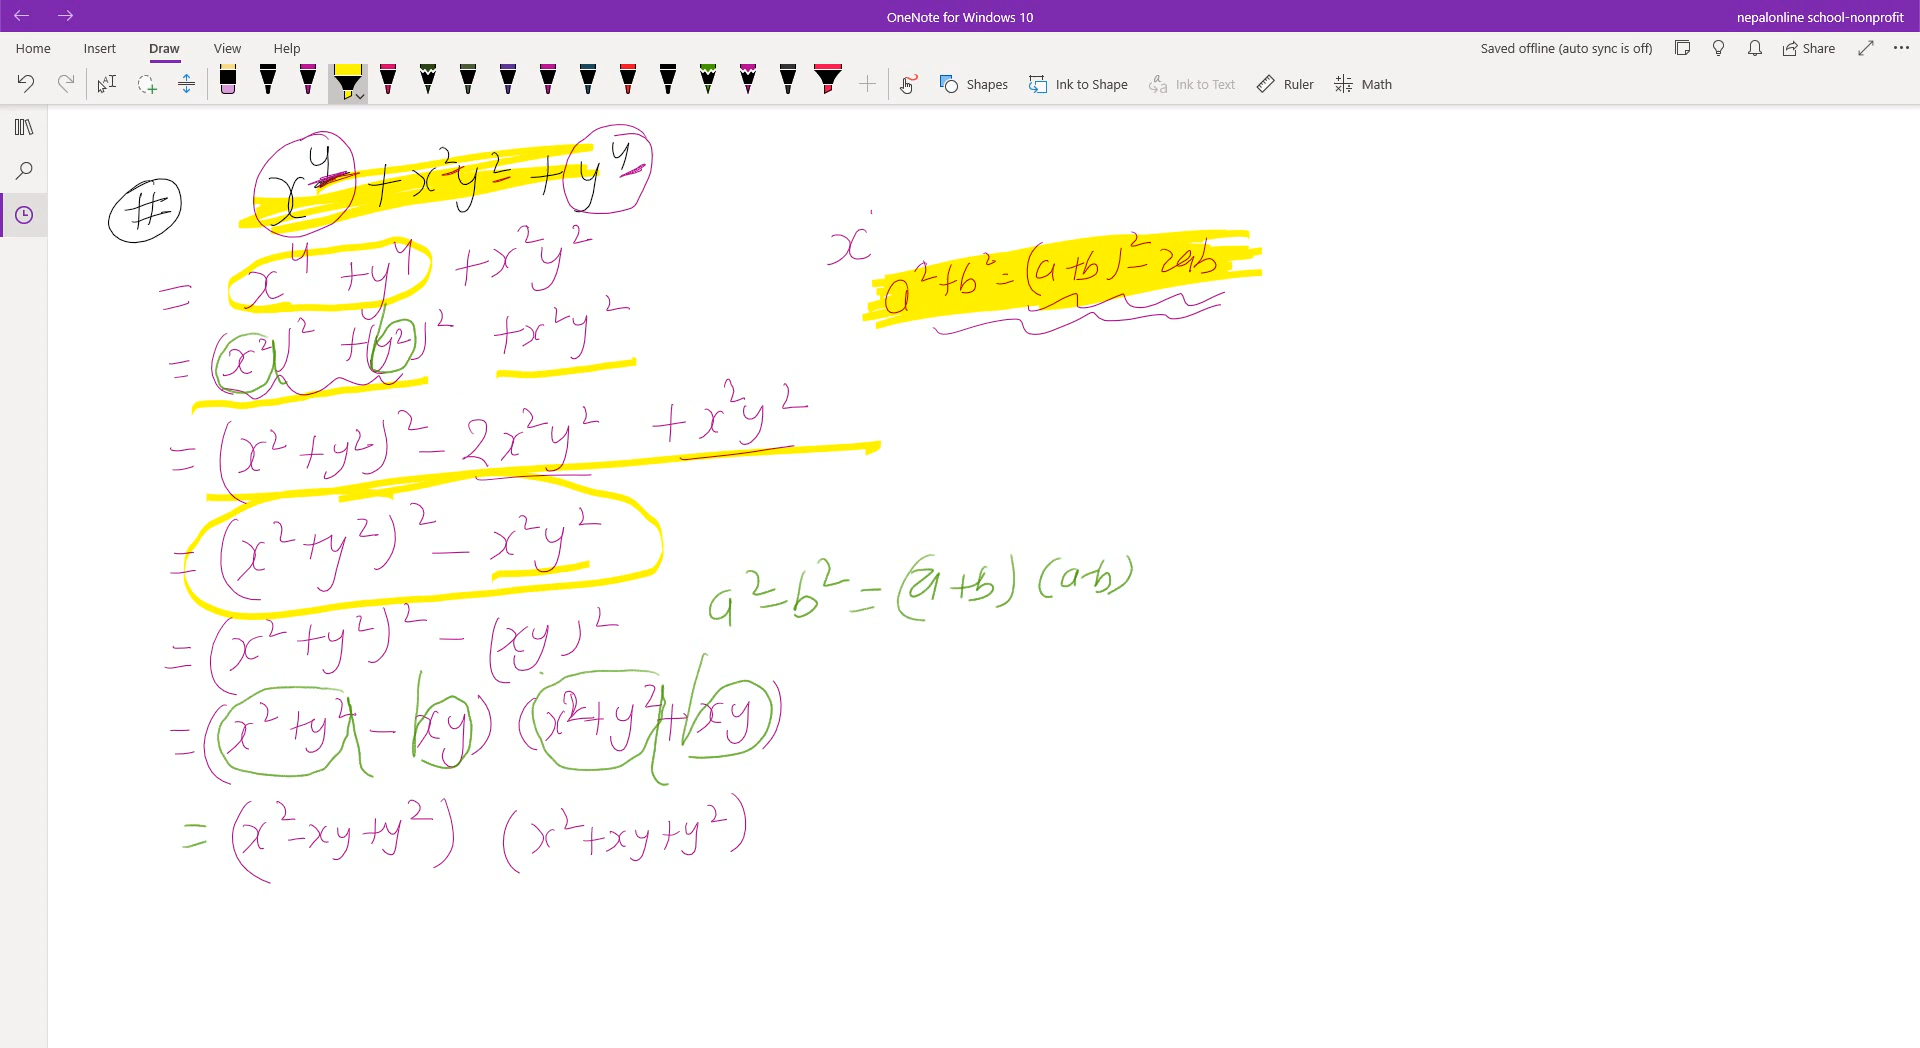 OneNote for Windows 10
nepalonline school-nonprofit
Home Insert Draw View Help
Saved offline (auto sync is off) Share
Shapes Ink to Shape Ink to Text Ruler Math
# x⁴ + x²y² + y⁴
= x⁴ + y⁴ + x²y²
= (x²)² + (y²)² + x²y²
= (x² + y²)² − 2x²y² + x²y²
= (x² + y²)² − x²y²
= (x² + y²)² − (xy)²
= (x² + y² − xy) (x² + y² + xy)
= (x² − xy + y²) (x² + xy + y²)
x
a² + b² = (a + b)² − 2ab
a² − b² = (a + b) (a − b)